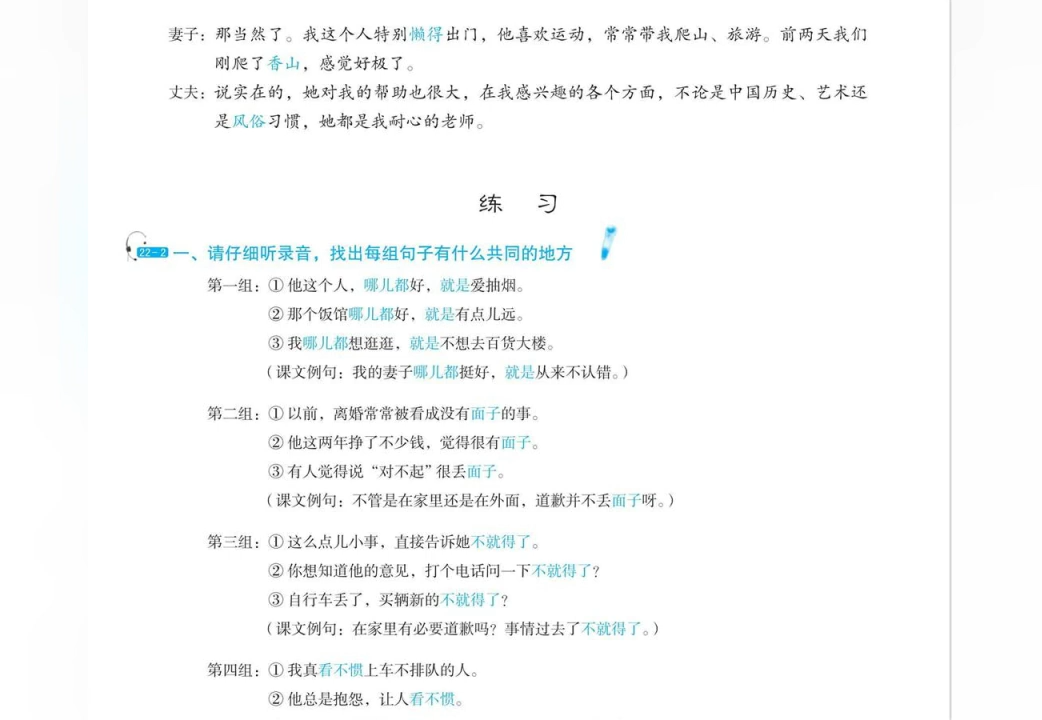 妻子：那当然了。我这个人特别懒得出门，他喜欢运动，常常带我爬山、旅游。前两天我们
刚爬了香山，感觉好极了。
丈夫：说实在的，她对我的帮助也很大，在我感兴趣的各个方面，不论是中国历史、艺术还
是风俗习惯，她都是我耐心的老师。
练 习
22-2 一、请仔细听录音，找出每组句子有什么共同的地方
第一组：① 他这个人，哪儿都好，就是爱抽烟。
② 那个饭馆哪儿都好，就是有点儿远。
③ 我哪儿都想逛逛，就是不想去百货大楼。
（课文例句：我的妻子哪儿都挺好，就是从来不认错。）
第二组：① 以前，离婚常常被看成没有面子的事。
② 他这两年挣了不少钱，觉得很有面子。
③ 有人觉得说“对不起”很丢面子。
（课文例句：不管是在家里还是在外面，道歉并不丢面子呀。）
第三组：① 这么点儿小事，直接告诉她不就得了。
② 你想知道他的意见，打个电话问一下不就得了？
③ 自行车丢了，买辆新的不就得了？
（课文例句：在家里有必要道歉吗？事情过去了不就得了。）
第四组：① 我真看不惯上车不排队的人。
② 他总是抱怨，让人看不惯。